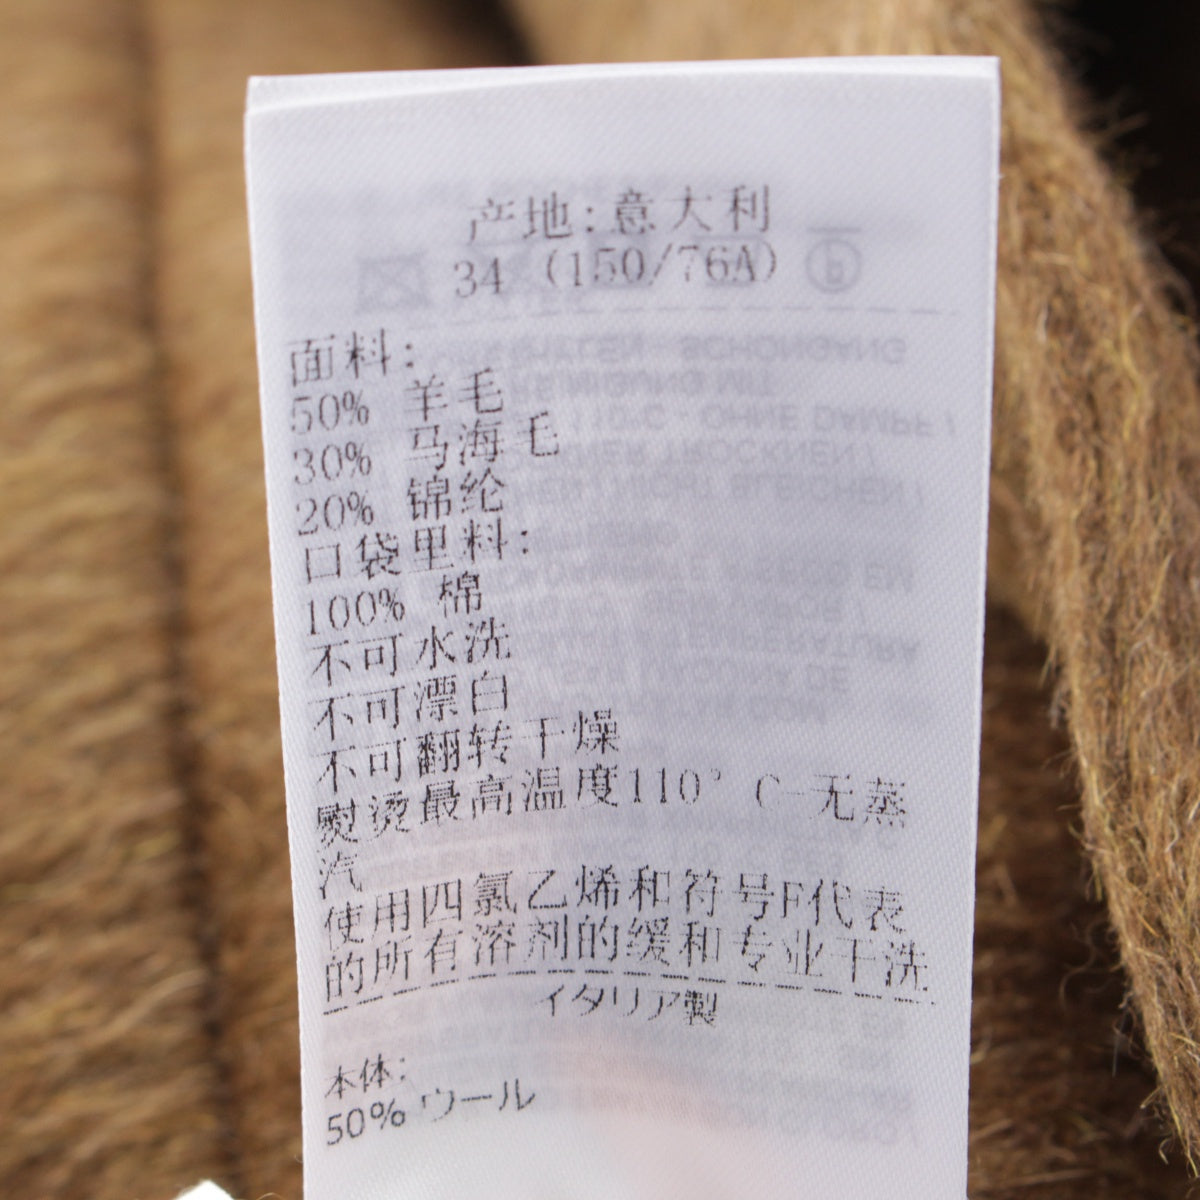 产地:意大利
34 (150/76A)
面料:
50% 羊毛
30% 马海毛
20% 锦纶
口袋里料:
100% 棉
不可水洗
不可漂白
不可翻转干燥
熨烫最高温度110° C-无蒸
汽
使用四氯乙烯和符号F代表
的所有溶剂的缓和专业干洗
イタリア製
本体:
50% ウール